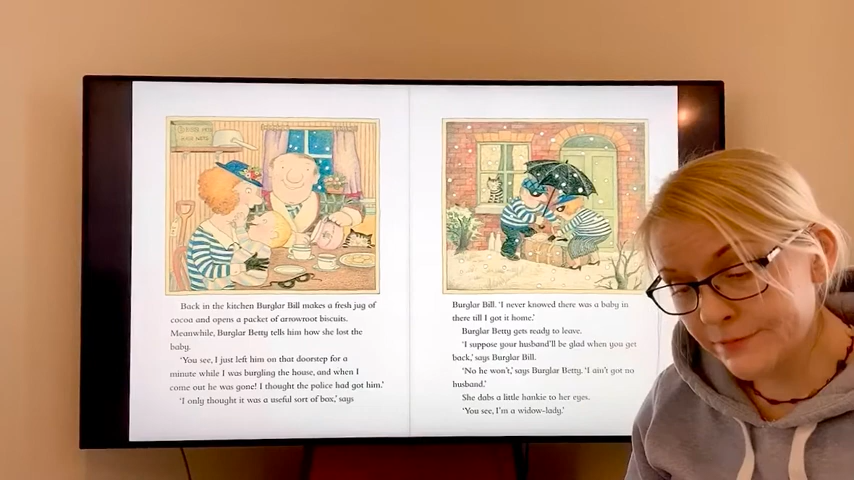 Back in the kitchen Burglar Bill makes a fresh jug of
cocoa and opens a packet of arrowroot biscuits.
Meanwhile, Burglar Betty tells him how she lost the
baby.
'You see, I just left him on that doorstep for a
minute while I was burgling the house, and when I
come out he was gone! I thought the police had got him.'
'I only thought it was a useful sort of box,' says
Burglar Bill. 'I never knowed there was a baby in
there till I got it home.'
Burglar Betty gets ready to leave.
'I suppose your husband'll be glad when you get
back,' says Burglar Bill.
'No he won't,' says Burglar Betty. 'I ain't got no
husband.'
She dabs a little hankie to her eyes.
'You see, I'm a widow-lady.'